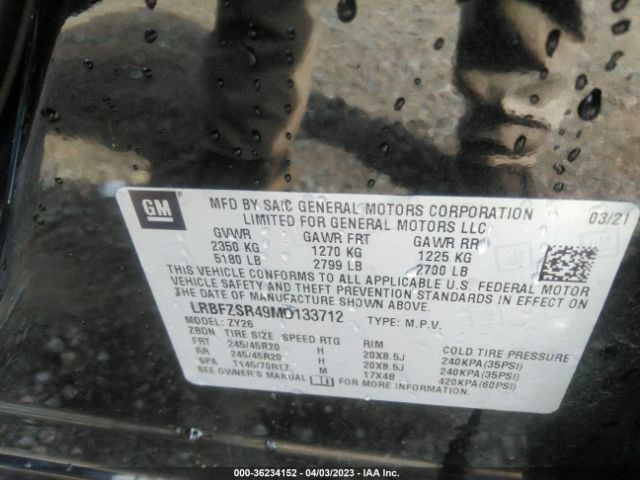 GM
MFD BY SAIC GENERAL MOTORS CORPORATION
LIMITED FOR GENERAL MOTORS LLC
03/21
GVWR GAWR FRT GAWR RR
2350 KG 1270 KG 1225 KG
5180 LB 2799 LB 2700 LB
THIS VEHICLE CONFORMS TO ALL APPLICABLE U.S. FEDERAL MOTOR
VEHICLE SAFETY AND THEFT PREVENTION STANDARDS IN EFFECT
ON THE DATE OF MANUFACTURE SHOWN ABOVE.
LRBFZSR49MD133712 TYPE: M.P.V.
MODEL: ZY26
ZBDN TIRE SIZE SPEED RTG RIM COLD TIRE PRESSURE
FRT 245/45R20 H 20X8.5J 240KPA(35PSI)
RR 245/45R20 H 20X8.5J 240KPA(35PSI)
SPA T145/70R17 M 17X4B 420KPA(60PSI)
SEE OWNER'S MANUAL FOR MORE INFORMATION.
000-36234152 - 04/03/2023 - IAA Inc.